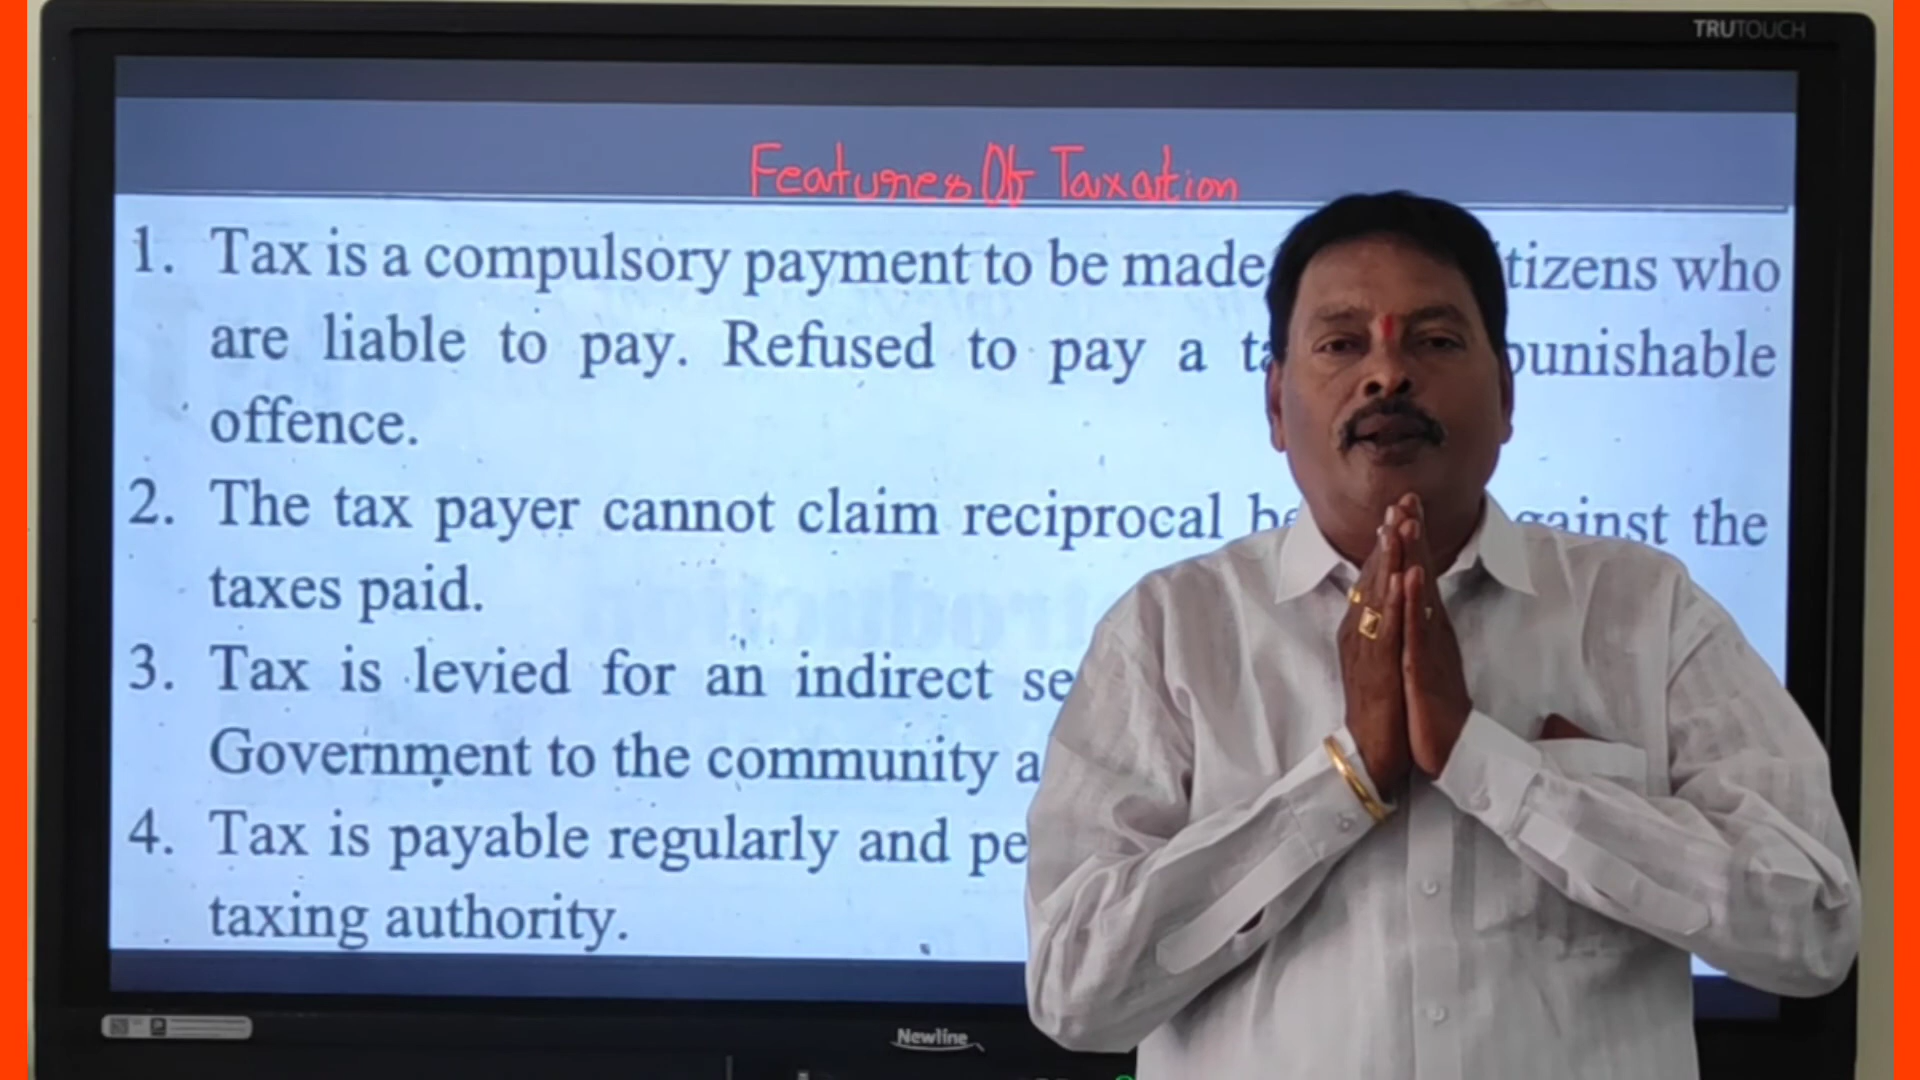 TRUTOUCH
Features Of Taxation
1. Tax is a compulsory payment to be made tizens who
are liable to pay. Refused to pay a punishable
offence.
2. The tax payer cannot claim reciprocal the
taxes paid.
3. Tax is levied for an indirect
Government to the community
4. Tax is payable regularly and
taxing authority.
Newline